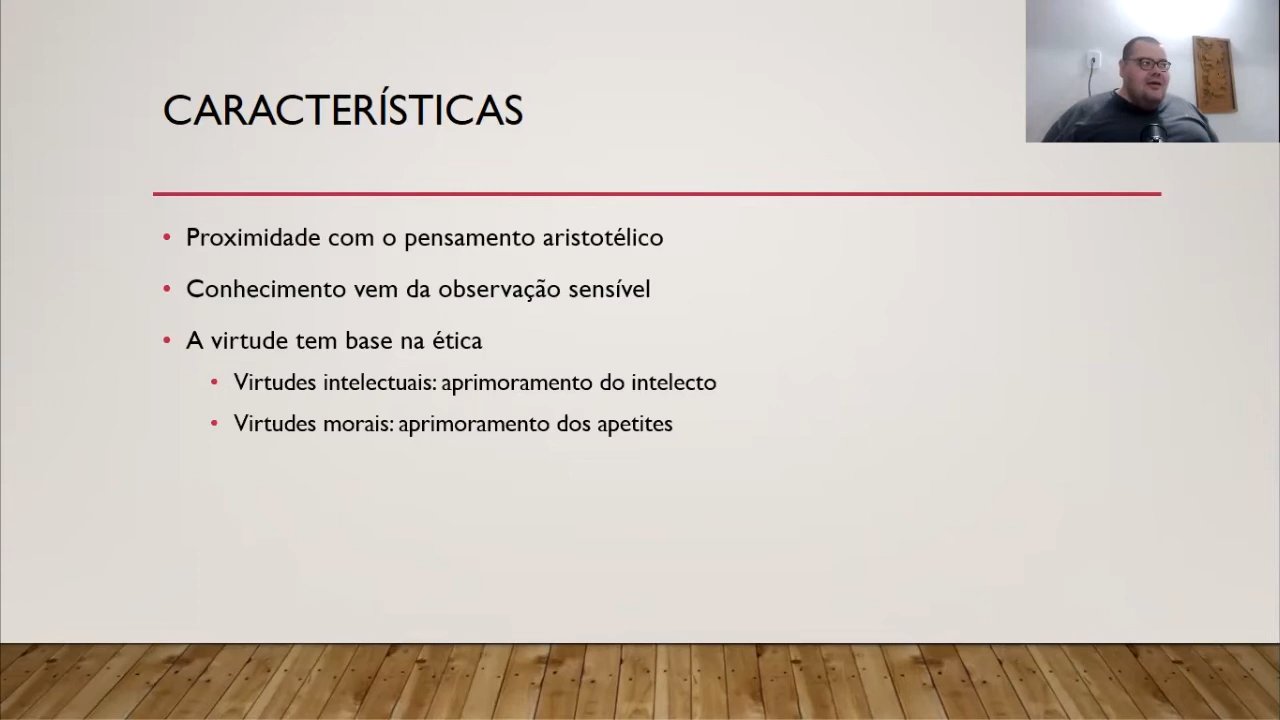 CARACTERÍSTICAS
• Proximidade com o pensamento aristotélico
• Conhecimento vem da observação sensível
• A virtude tem base na ética
• Virtudes intelectuais: aprimoramento do intelecto
• Virtudes morais: aprimoramento dos apetites